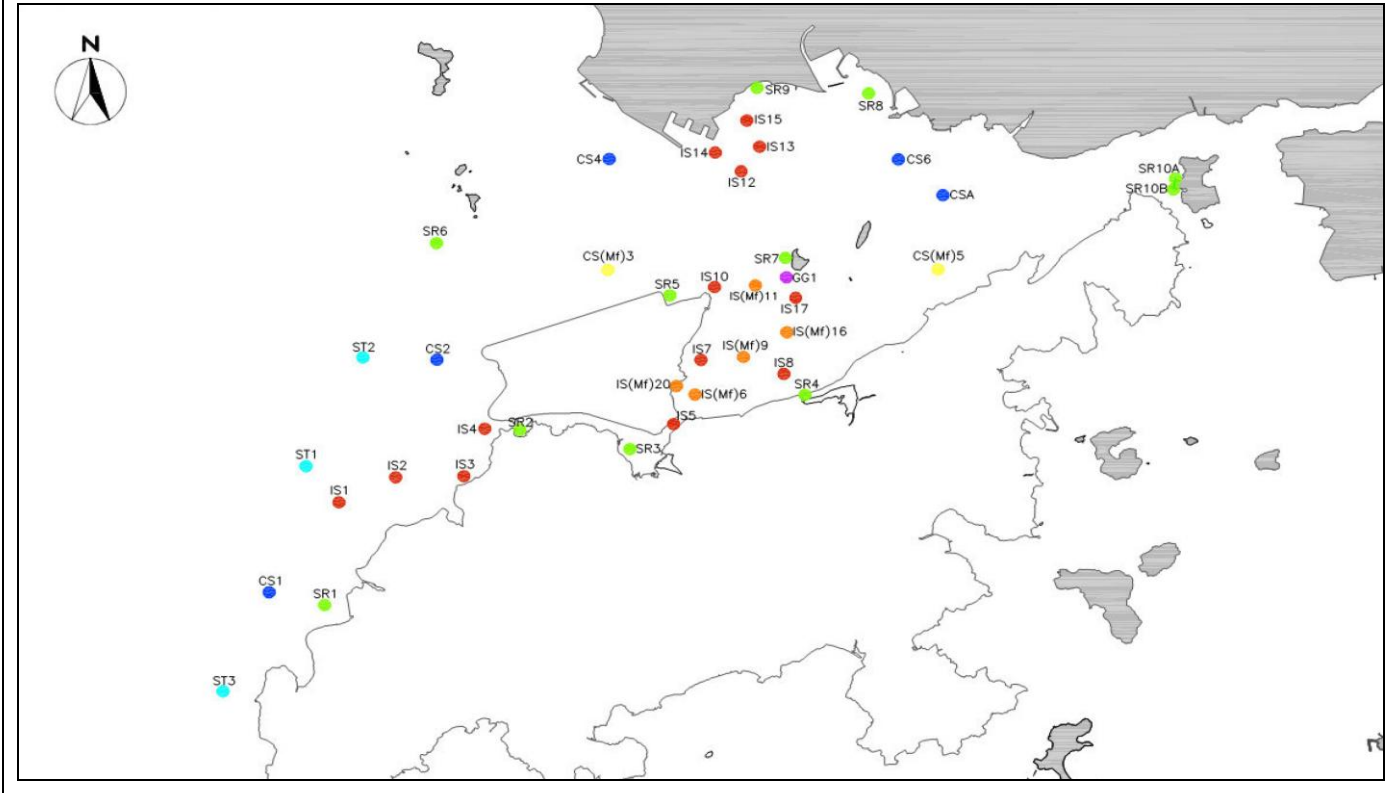 N
SR9
SR8
IS15
IS14
IS13
CS4
CS6
IS12
SR10A
SR10B
CSA
SR6
CS(Mf)3
SR7
CS(Mf)5
SR5
IS10
GG1
IS(Mf)11
IS17
IS(Mf)16
ST2
CS2
IS7
IS(Mf)9
IS8
IS(Mf)20
IS(Mf)6
SR4
IS5
IS4
SR2
SR3
ST1
IS2
IS3
IS1
CS1
SR1
ST3